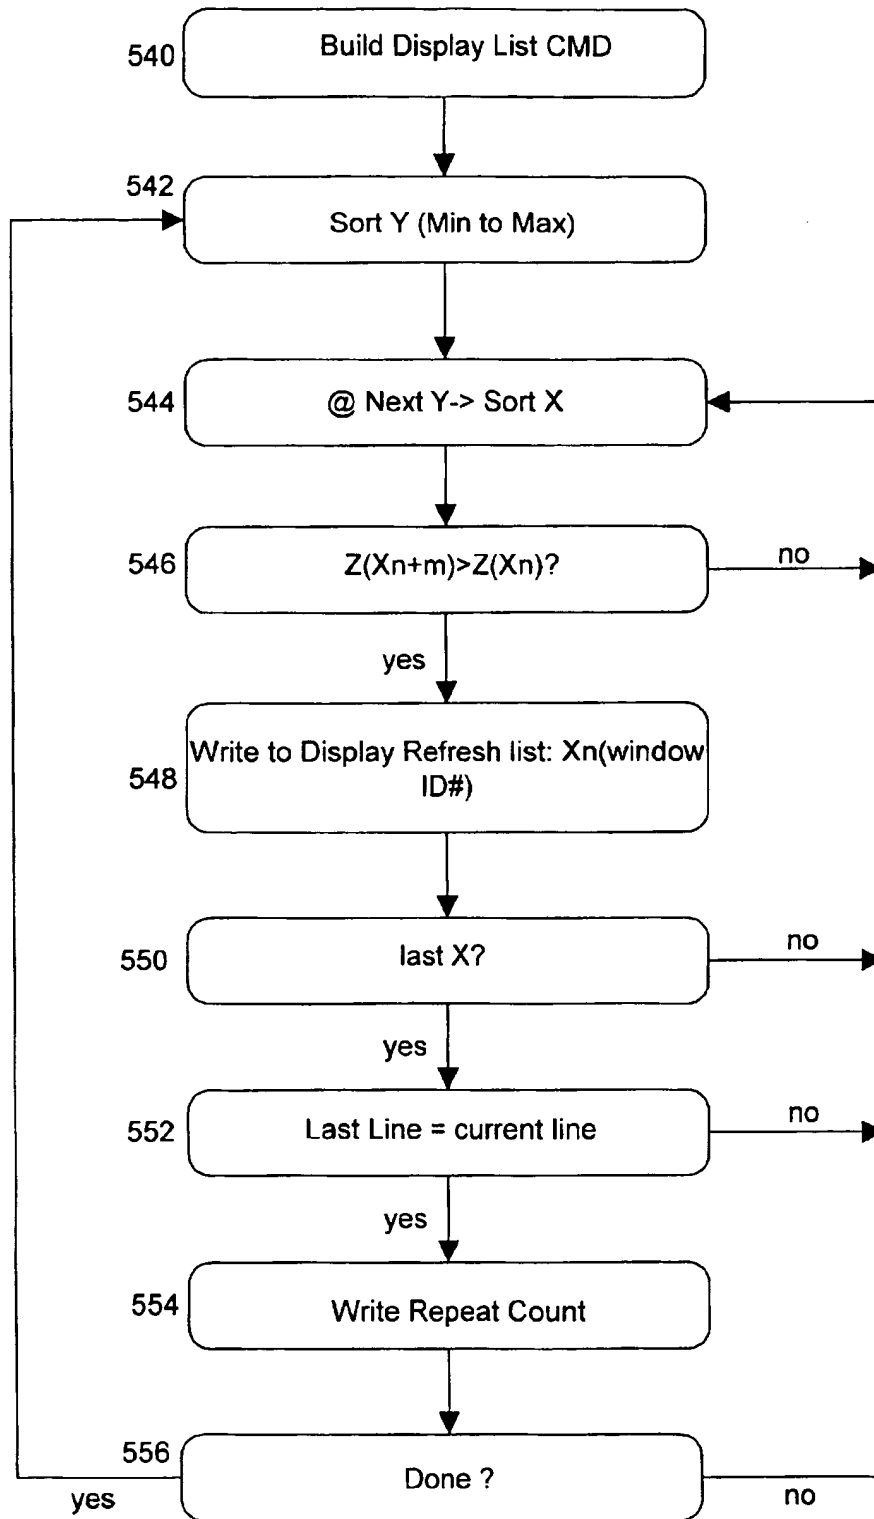 540
Build Display List CMD
542
Sort Y (Min to Max)
544
@ Next Y-> Sort X
546
Z(Xn+m)>Z(Xn)?
no
yes
548
Write to Display Refresh list: Xn(window
ID#)
550
last X?
no
yes
552
Last Line = current line
no
yes
554
Write Repeat Count
556
Done ?
yes
no